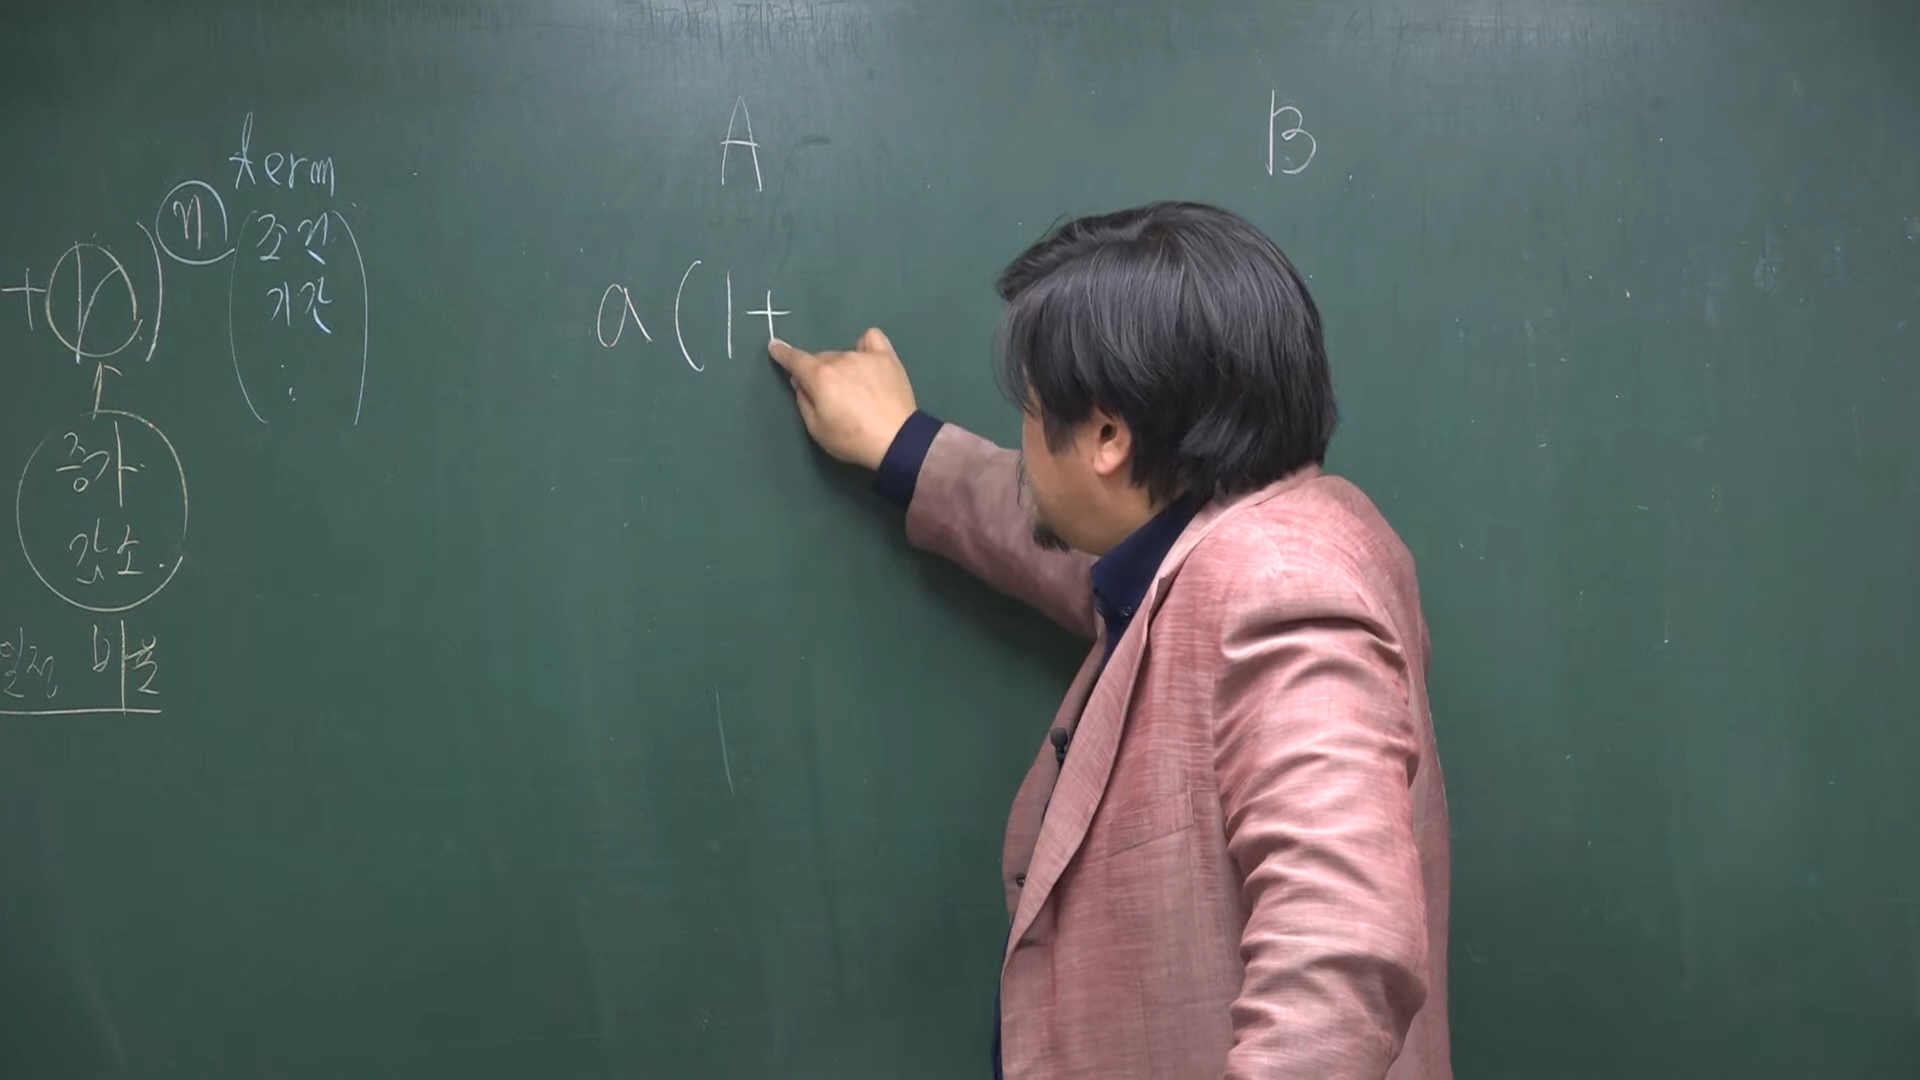 term
+r)ⁿ
조건
기간
⋮
증가
감소.
일정 비율
A
B
a(1+